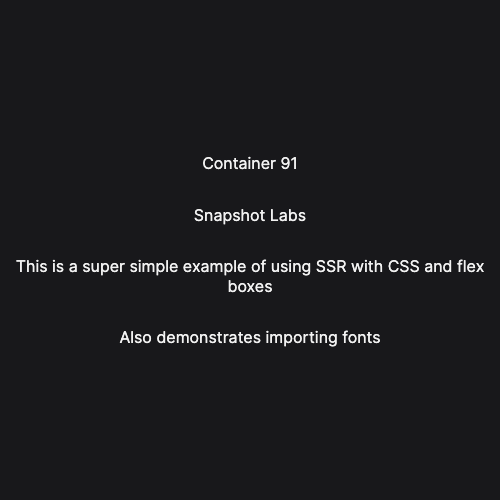 Container 91
Snapshot Labs
This is a super simple example of using SSR with CSS and flex
boxes
Also demonstrates importing fonts